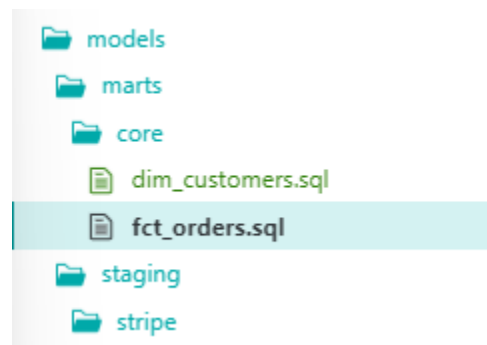 models
marts
core
dim_customers.sql
fct_orders.sql
staging
stripe